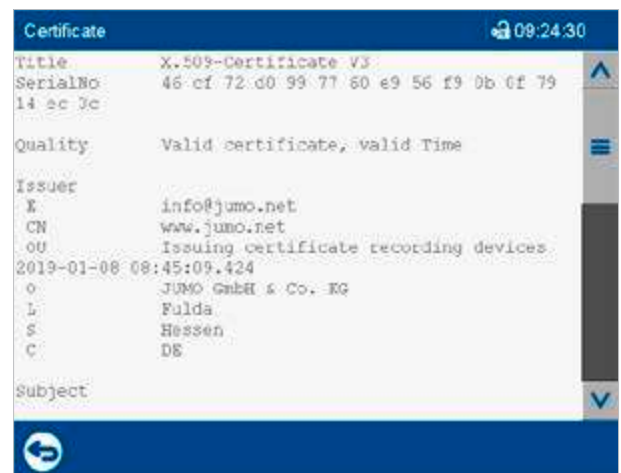 Certificate 09:24:30
Title X.509-Certificate V3
SerialNo 46 cf 72 d0 99 77 60 e9 56 f9 0b 0f 79
14 ec 3c
Quality Valid certificate, valid Time
Issuer
E info@jumo.net
CN www.jumo.net
OU Issuing certificate recording devices
2019-01-08 08:45:09.424
O JUMO GmbH & Co. KG
L Fulda
S Hessen
C DE
Subject